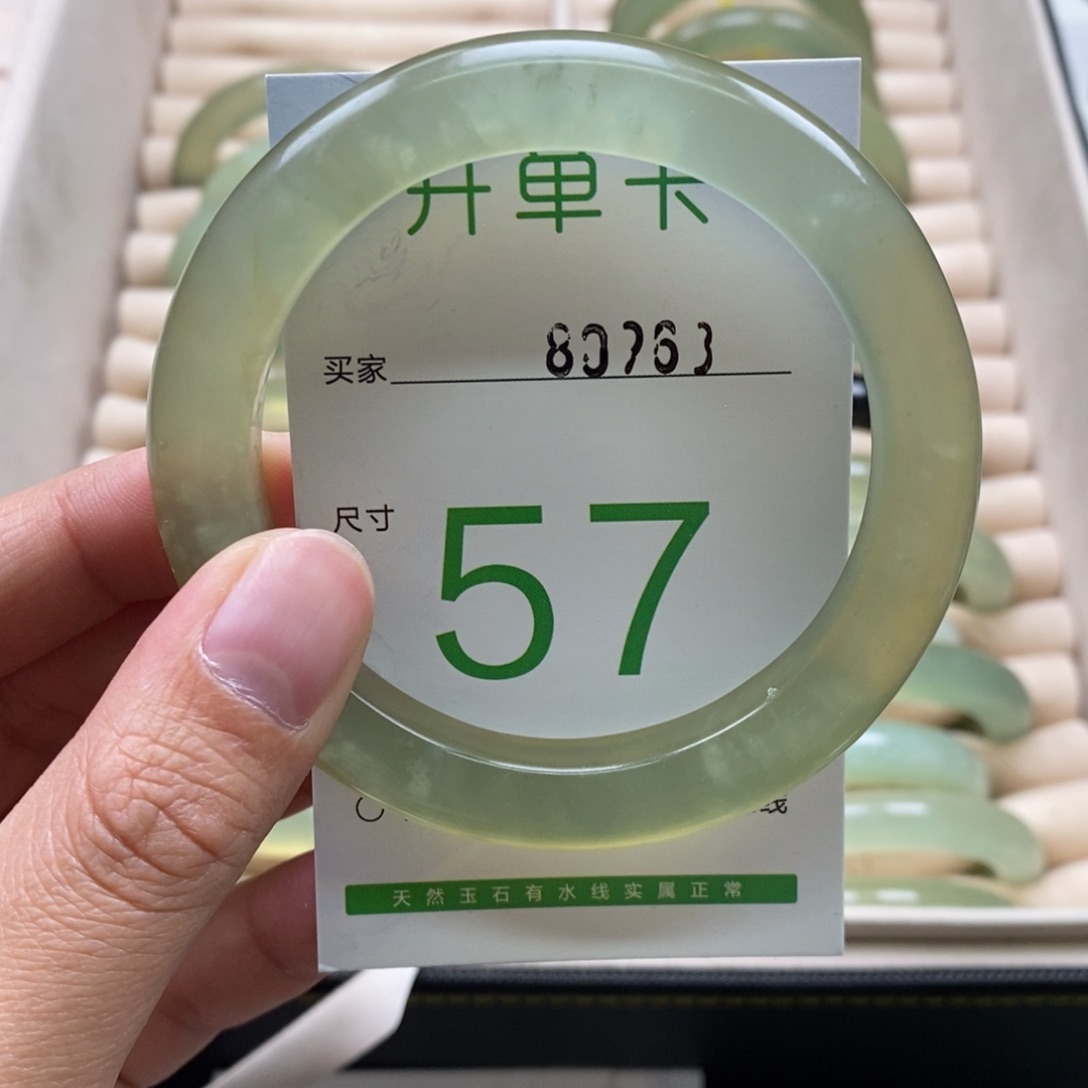 开单卡
买家 80763
尺寸 57
线
天然玉石有水线实属正常